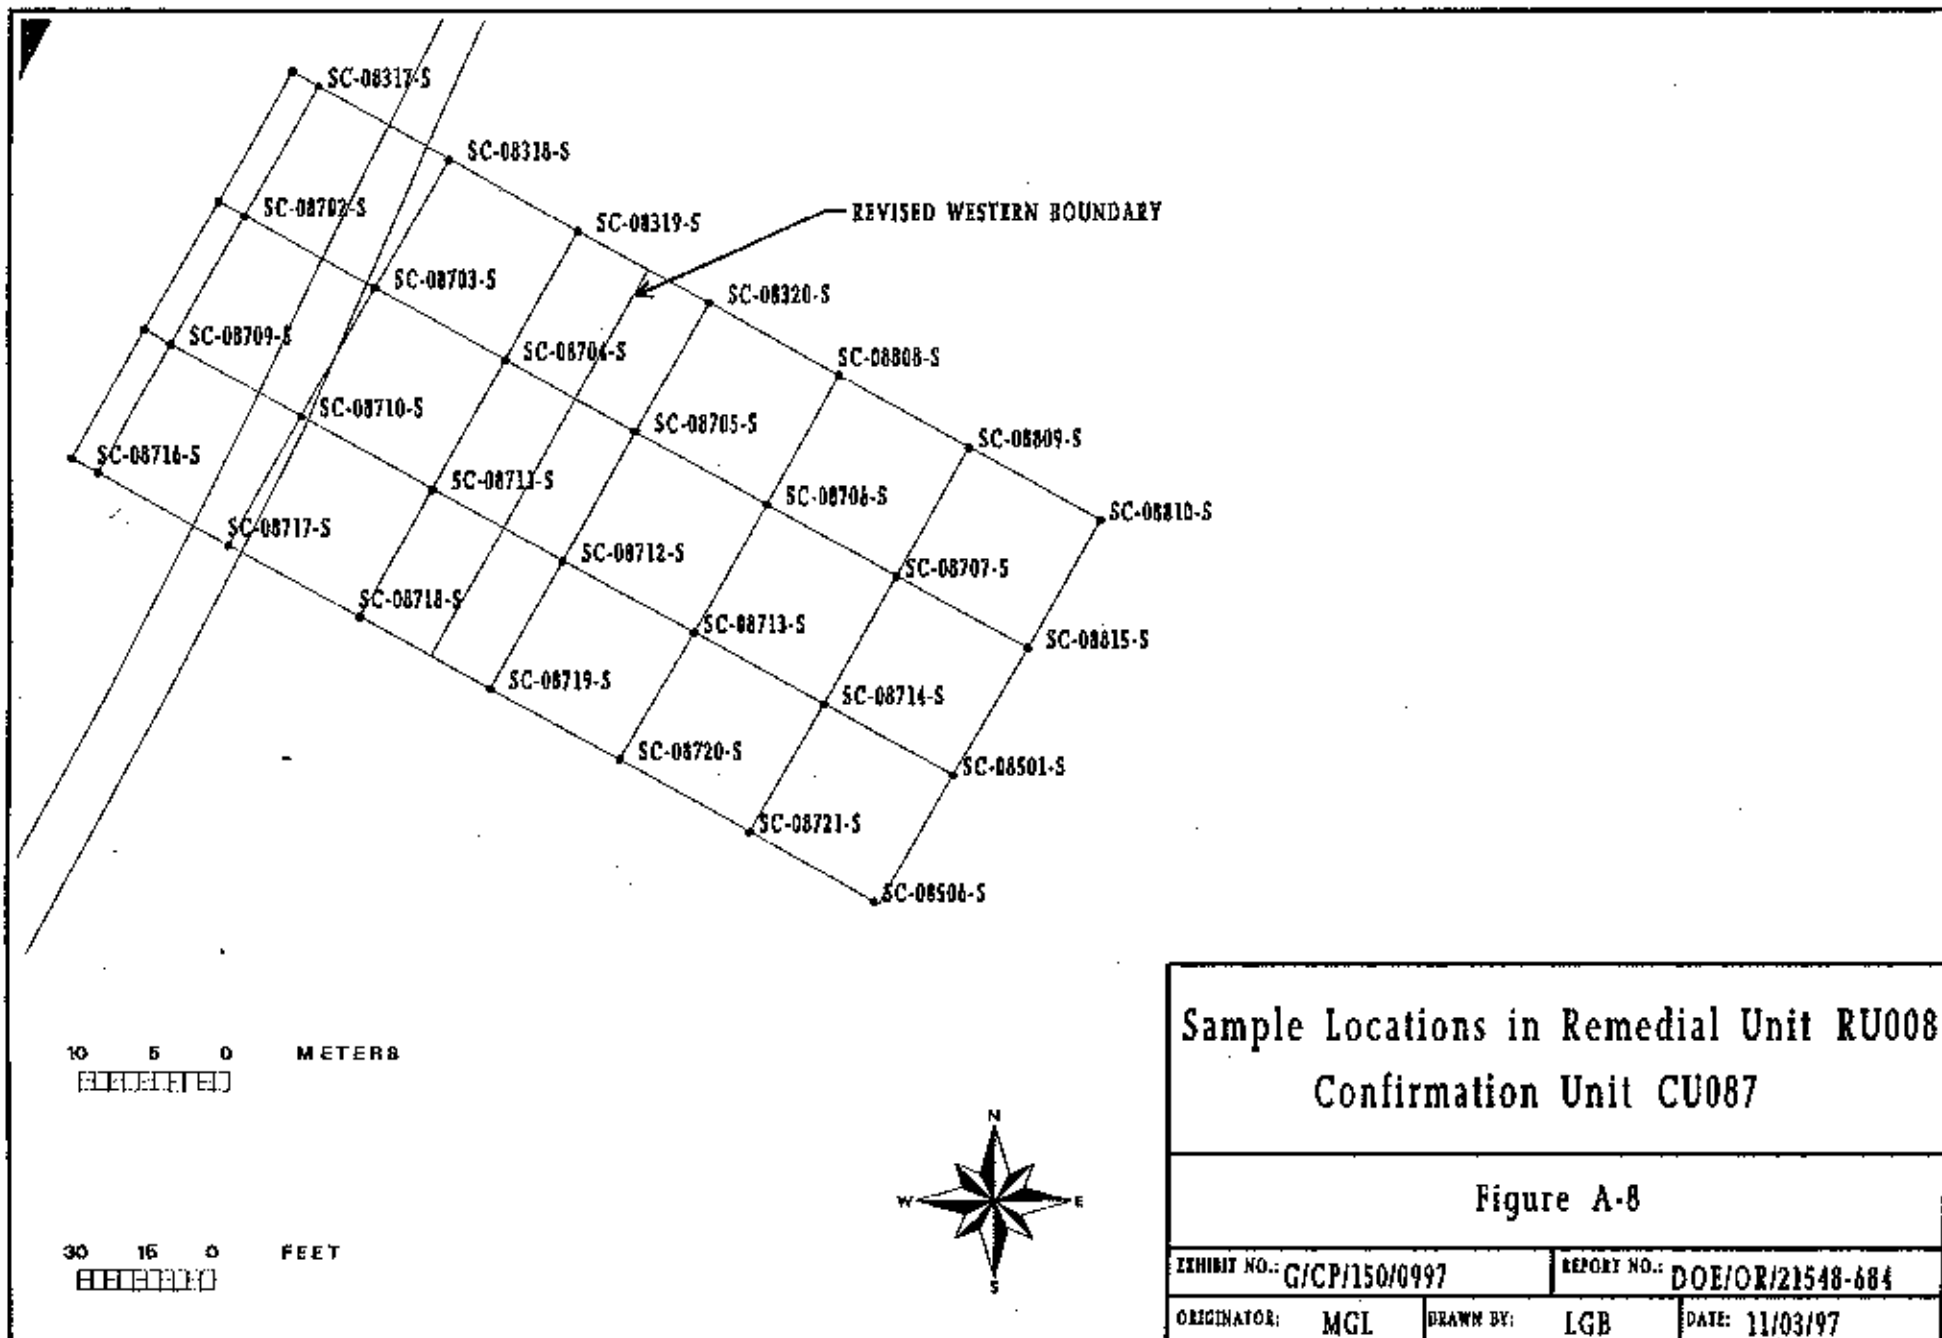 SC-08317-S
SC-08318-S
SC-08702-S
SC-08319-S
REVISED WESTERN BOUNDARY
SC-08703-S
SC-08320-S
SC-08709-S
SC-08704-S
SC-08808-S
SC-08710-S
SC-08705-S
SC-08809-S
SC-08716-S
SC-08711-S
SC-08706-S
SC-08810-S
SC-08717-S
SC-08712-S
SC-08707-S
SC-08718-S
SC-08713-S
SC-08815-S
SC-08719-S
SC-08714-S
SC-08720-S
SC-08501-S
SC-08721-S
SC-08506-S
10 5 0 METERS
30 15 0 FEET
N
W E
S
Sample Locations in Remedial Unit RU008
Confirmation Unit CU087
Figure A-8
EXHIBIT NO.: G/CP/150/0997 REPORT NO.: DOE/OR/21548-684
ORIGINATOR: MGL DRAWN BY: LGB DATE: 11/03/97